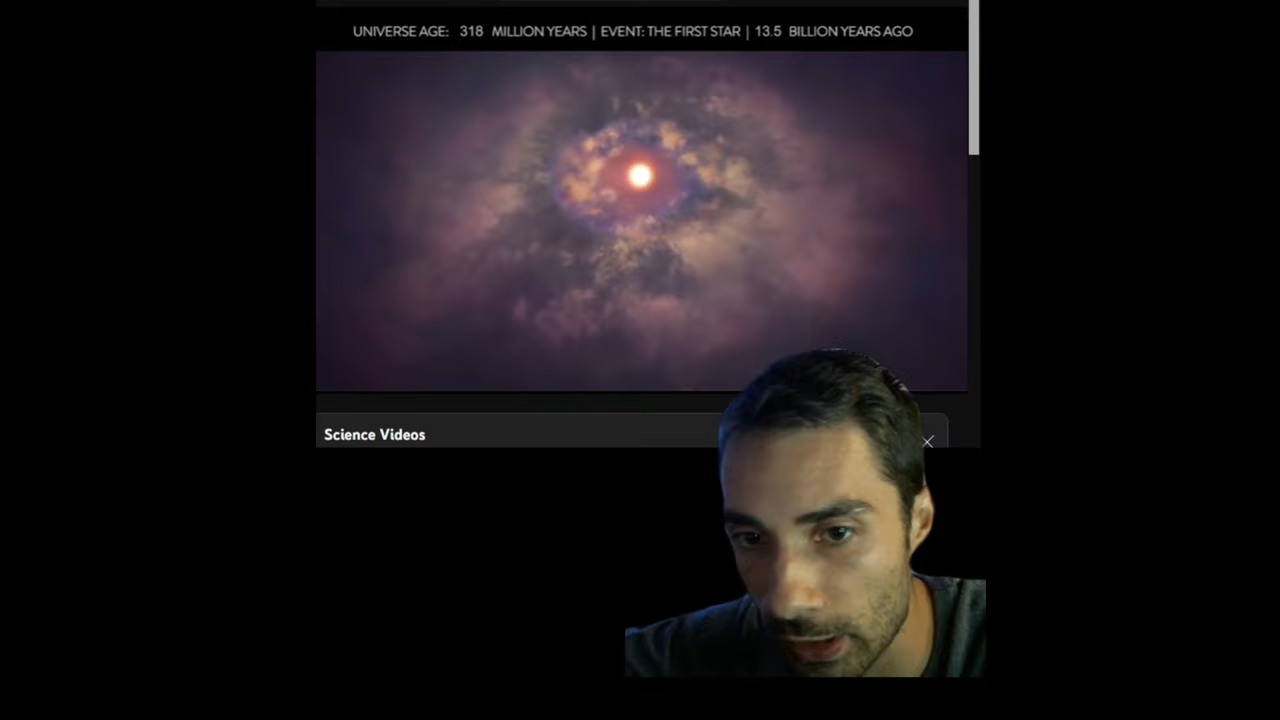 UNIVERSE AGE: 318 MILLION YEARS | EVENT: THE FIRST STAR | 13.5 BILLION YEARS AGO
Science Videos